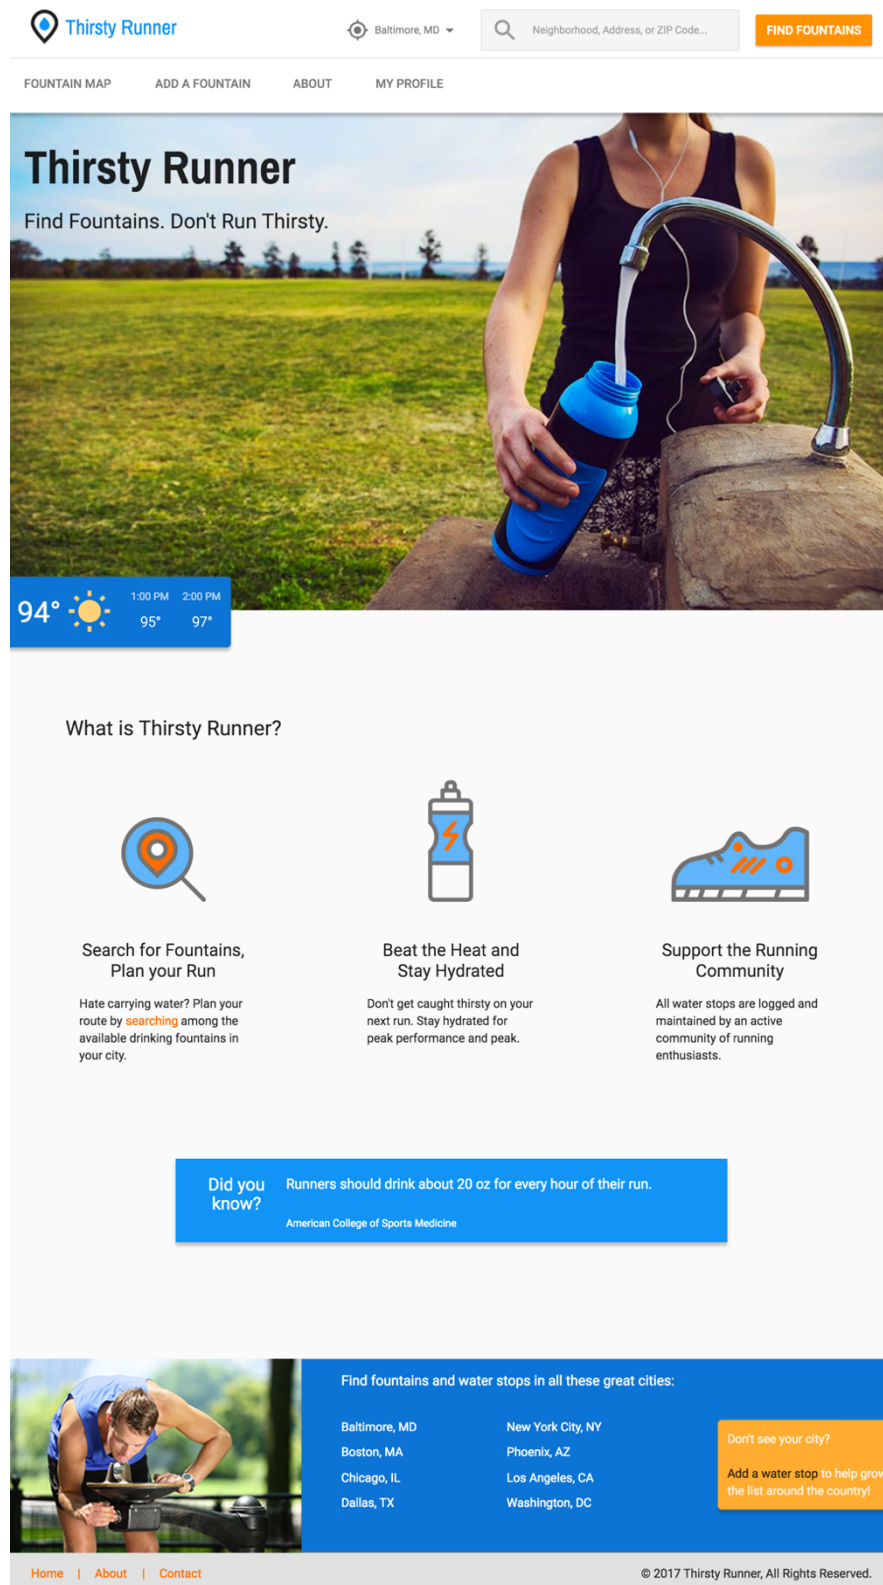 Thirsty Runner
Baltimore, MD
Neighborhood, Address, or ZIP Code...
FIND FOUNTAINS
FOUNTAIN MAP
ADD A FOUNTAIN
ABOUT
MY PROFILE
Thirsty Runner
Find Fountains. Don't Run Thirsty.
94°
1:00 PM 2:00 PM
95° 97°
What is Thirsty Runner?
Search for Fountains,
Plan your Run
Hate carrying water? Plan your
route by searching among the
available drinking fountains in
your city.
Beat the Heat and
Stay Hydrated
Don't get caught thirsty on your
next run. Stay hydrated for
peak performance and peak.
Support the Running
Community
All water stops are logged and
maintained by an active
community of running
enthusiasts.
Did you
know?
Runners should drink about 20 oz for every hour of their run.
American College of Sports Medicine
Find fountains and water stops in all these great cities:
Baltimore, MD
Boston, MA
Chicago, IL
Dallas, TX
New York City, NY
Phoenix, AZ
Los Angeles, CA
Washington, DC
Don't see your city?
Add a water stop to help grow
the list around the country!
Home | About | Contact
© 2017 Thirsty Runner, All Rights Reserved.